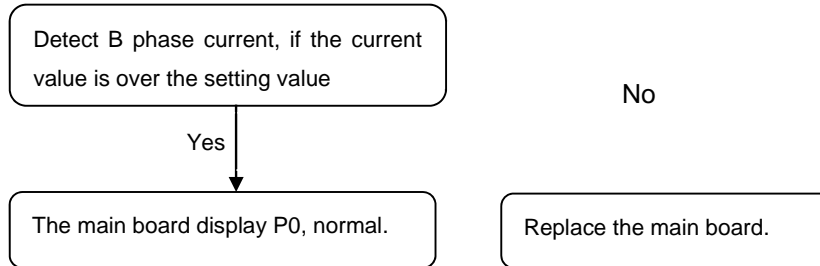 Detect B phase current, if the current
value is over the setting value
No
Yes
The main board display P0, normal.
Replace the main board.